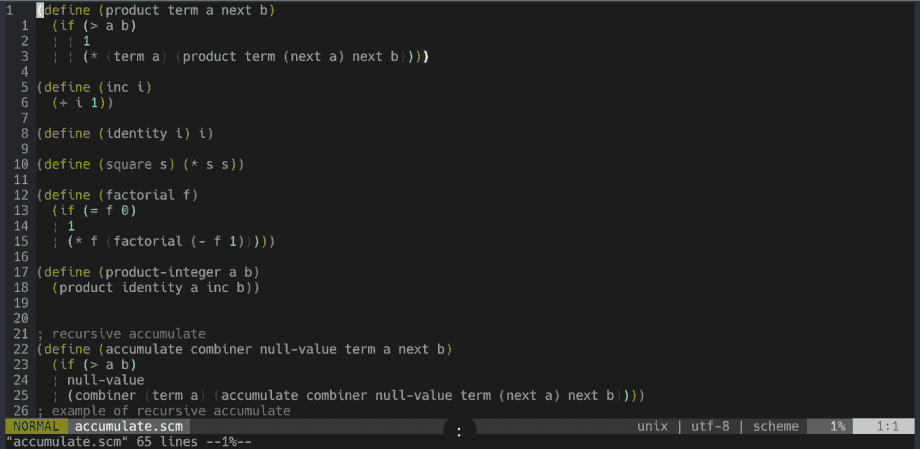 1 (define (product term a next b)
1 (if (> a b)
2 ¦ ¦ 1
3 ¦ ¦ (* (term a) (product term (next a) next b))))
4
5 (define (inc i)
6 (+ i 1))
7
8 (define (identity i) i)
9
10 (define (square s) (* s s))
11
12 (define (factorial f)
13 (if (= f 0)
14 ¦ 1
15 ¦ (* f (factorial (- f 1)))))
16
17 (define (product-integer a b)
18 (product identity a inc b))
19
20
21 ; recursive accumulate
22 (define (accumulate combiner null-value term a next b)
23 (if (> a b)
24 ¦ null-value
25 ¦ (combiner (term a) (accumulate combiner null-value term (next a) next b))))
26 ; example of recursive accumulate
NORMAL accumulate.scm : unix | utf-8 | scheme 1% 1:1
"accumulate.scm" 65 lines --1%--